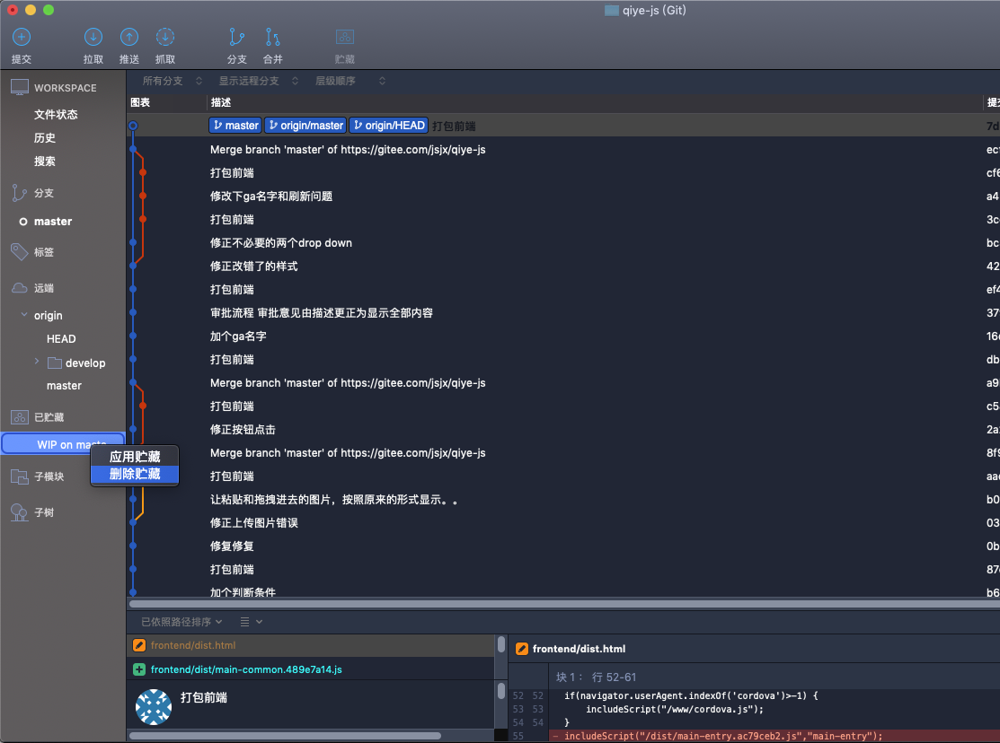 qiye-js (Git)
提交 拉取 推送 抓取 分支 合并 贮藏
所有分支 显示远程分支 层级顺序
WORKSPACE
文件状态
历史
搜索
分支
master
标签
远端
origin
HEAD
develop
master
已贮藏
WIP on maste
子模块
子树
应用贮藏
删除贮藏
图表 描述 提交
master origin/master origin/HEAD 打包前端 7d
Merge branch 'master' of https://gitee.com/jsjx/qiye-js ec
打包前端 cf6
修改下ga名字和刷新问题 a4
打包前端 3c
修正不必要的两个drop down bc
修正改错了的样式 42
打包前端 ef4
审批流程 审批意见由描述更正为显示全部内容 37
加个ga名字 16
打包前端 db
Merge branch 'master' of https://gitee.com/jsjx/qiye-js a9
打包前端 c5
修正按钮点击 2a
Merge branch 'master' of https://gitee.com/jsjx/qiye-js 8f9
打包前端 aa
让粘贴和拖拽进去的图片，按照原来的形式显示。。 b0
修正上传图片错误 03
修复修复 0b
打包前端 87
加个判断条件 b6
已依照路径排序
frontend/dist.html
frontend/dist/main-common.489e7a14.js
打包前端
frontend/dist.html
块 1： 行 52-61
52 52 if(navigator.userAgent.indexOf('cordova')>-1) {
53 53 includeScript("/www/cordova.js");
54 54 }
55 - includeScript("/dist/main-entry.ac79ceb2.js","main-entry");